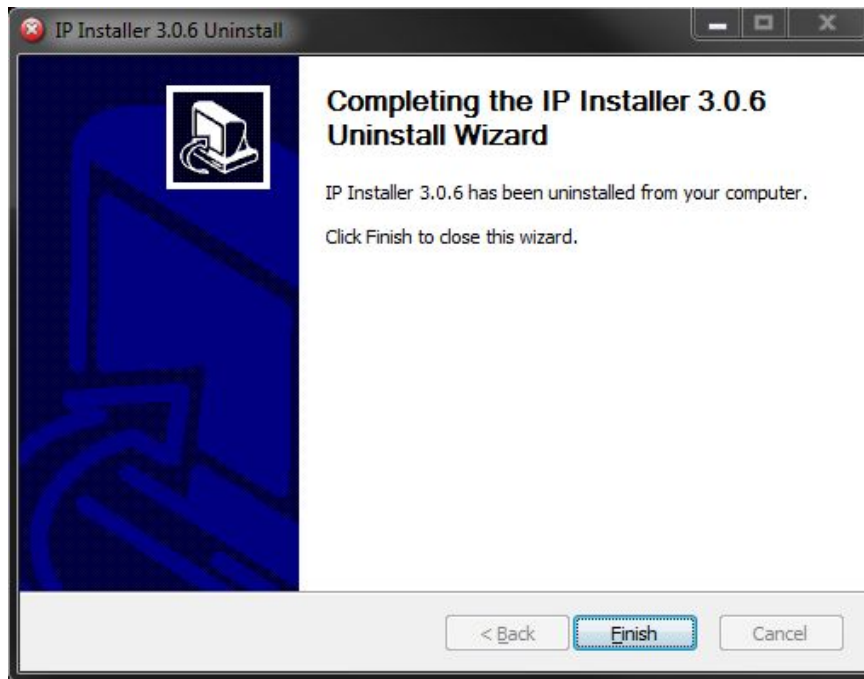 IP Installer 3.0.6 Uninstall
Completing the IP Installer 3.0.6
Uninstall Wizard
IP Installer 3.0.6 has been uninstalled from your computer.
Click Finish to close this wizard.
< Back Finish Cancel